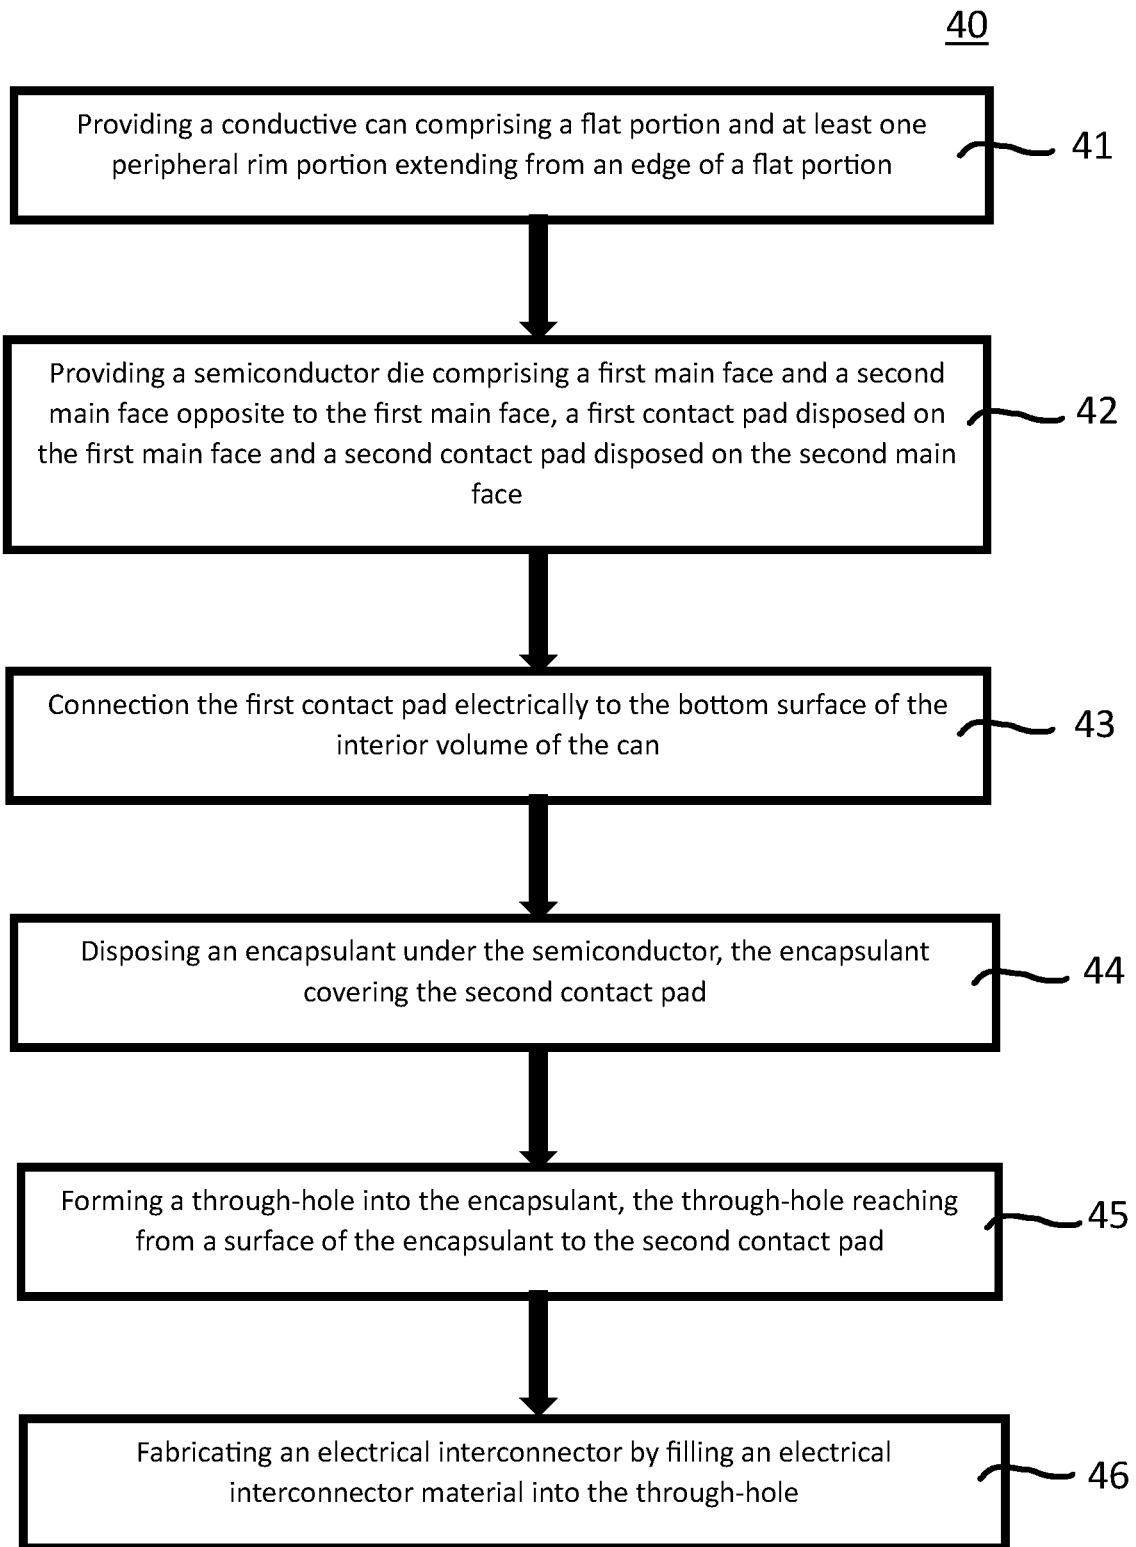 40
Providing a conductive can comprising a flat portion and at least one
peripheral rim portion extending from an edge of a flat portion
41
Providing a semiconductor die comprising a first main face and a second
main face opposite to the first main face, a first contact pad disposed on
the first main face and a second contact pad disposed on the second main
face
42
Connection the first contact pad electrically to the bottom surface of the
interior volume of the can
43
Disposing an encapsulant under the semiconductor, the encapsulant
covering the second contact pad
44
Forming a through-hole into the encapsulant, the through-hole reaching
from a surface of the encapsulant to the second contact pad
45
Fabricating an electrical interconnector by filling an electrical
interconnector material into the through-hole
46